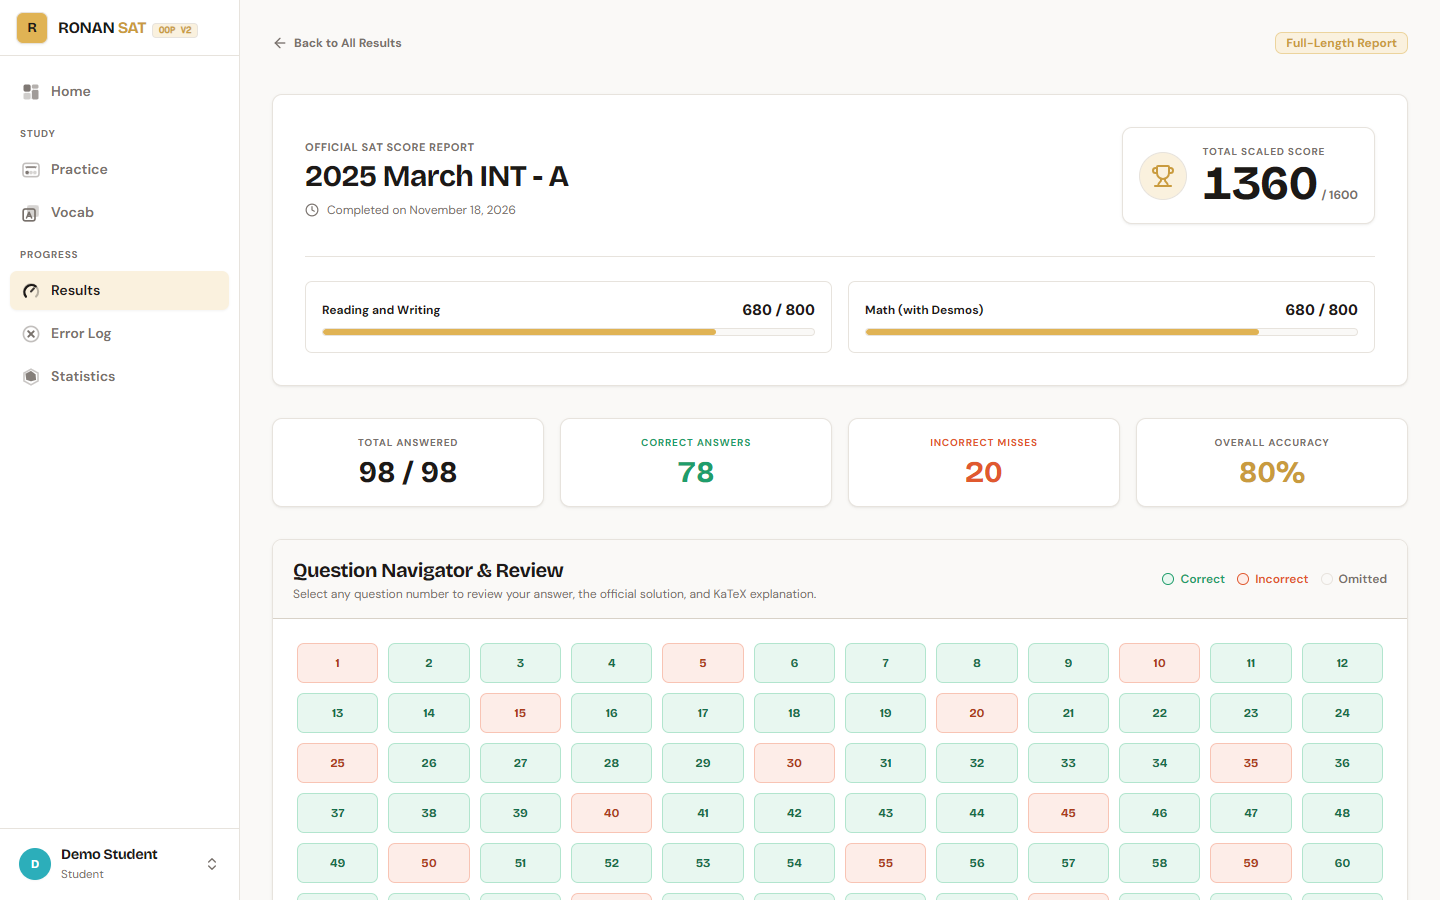 R
RONAN SAT OOP V2
Home
STUDY
Practice
Vocab
PROGRESS
Results
Error Log
Statistics
D
Demo Student
Student
Back to All Results
Full-Length Report
OFFICIAL SAT SCORE REPORT
2025 March INT - A
Completed on November 18, 2026
TOTAL SCALED SCORE
1360 / 1600
Reading and Writing 680 / 800
Math (with Desmos) 680 / 800
TOTAL ANSWERED
98 / 98
CORRECT ANSWERS
78
INCORRECT MISSES
20
OVERALL ACCURACY
80%
Question Navigator & Review
Select any question number to review your answer, the official solution, and KaTeX explanation.
Correct Incorrect Omitted
1 2 3 4 5 6 7 8 9 10 11 12
13 14 15 16 17 18 19 20 21 22 23 24
25 26 27 28 29 30 31 32 33 34 35 36
37 38 39 40 41 42 43 44 45 46 47 48
49 50 51 52 53 54 55 56 57 58 59 60